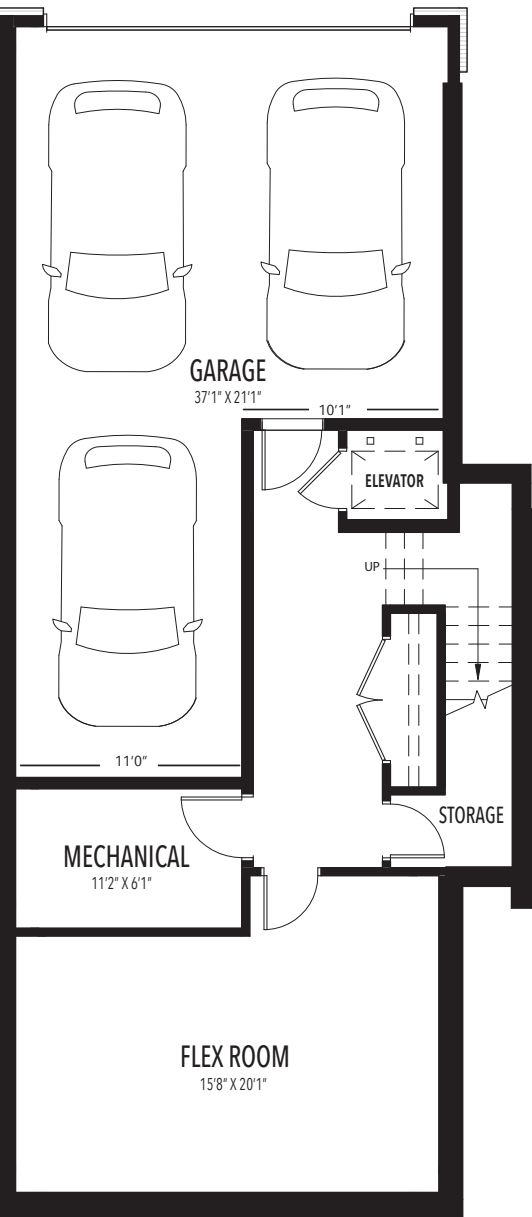 GARAGE
37'1" X 21'1"
10'1"
ELEVATOR
UP
11'0"
STORAGE
MECHANICAL
11'2" X 6'1"
FLEX ROOM
15'8" X 20'1"